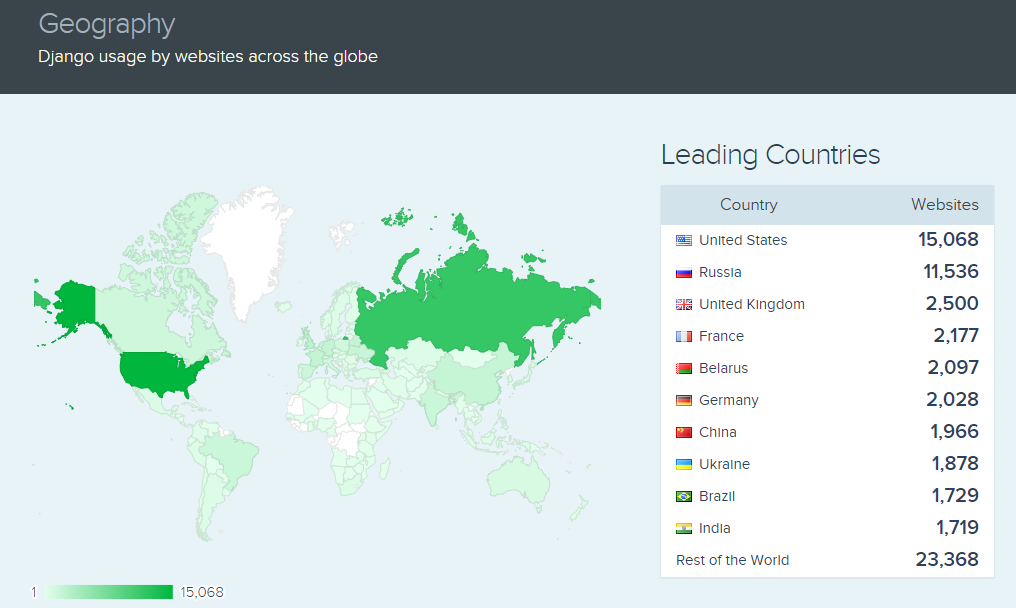 Geography
Django usage by websites across the globe
Leading Countries
Country Websites
United States 15,068
Russia 11,536
United Kingdom 2,500
France 2,177
Belarus 2,097
Germany 2,028
China 1,966
Ukraine 1,878
Brazil 1,729
India 1,719
Rest of the World 23,368
1 15,068